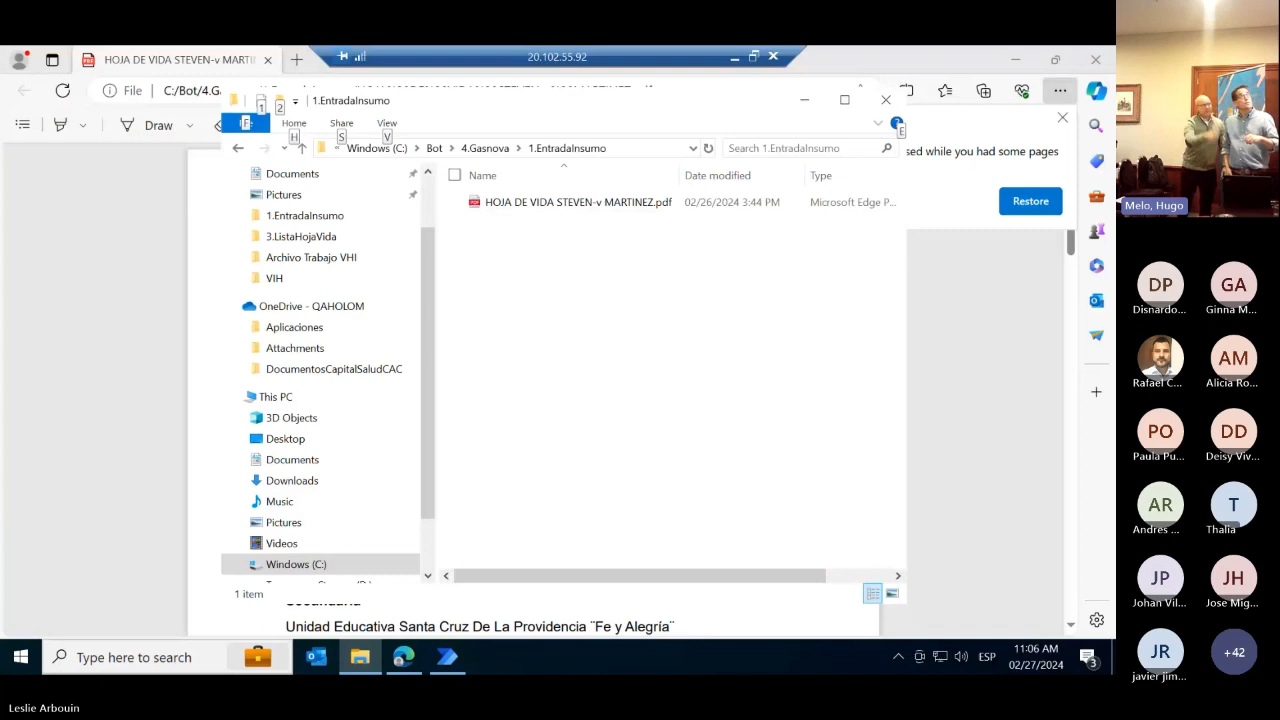 HOJA DE VIDA STEVEN-v MARTI
20.102.55.92
File
C:/Bot/4.Ga
1
2
1.EntradaInsumo
Draw
F
Home
Share
View
H
S
V
E
Windows (C:)
Bot
4.Gasnova
1.EntradaInsumo
Search 1.EntradaInsumo
sed while you had some pages
Restore
Documents
Pictures
1.EntradaInsumo
3.ListaHojaVida
Archivo Trabajo VHI
VIH
OneDrive - QAHOLOM
Aplicaciones
Attachments
DocumentosCapitalSaludCAC
This PC
3D Objects
Desktop
Documents
Downloads
Music
Pictures
Videos
Windows (C:)
Name
Date modified
Type
HOJA DE VIDA STEVEN-v MARTINEZ.pdf
02/26/2024 3:44 PM
Microsoft Edge P...
1 item
Unidad Educativa Santa Cruz De La Providencia ¨Fe y Alegría¨
Type here to search
ESP
11:06 AM
02/27/2024
3
Melo, Hugo
DP
Disnardo...
GA
Ginna M...
Rafael C...
AM
Alicia Ro...
PO
Paula Pu...
DD
Deisy Viv...
AR
Andres ...
T
Thalia
JP
Johan Vil...
JH
Jose Mig...
JR
javier jim...
+42
Leslie Arbouin